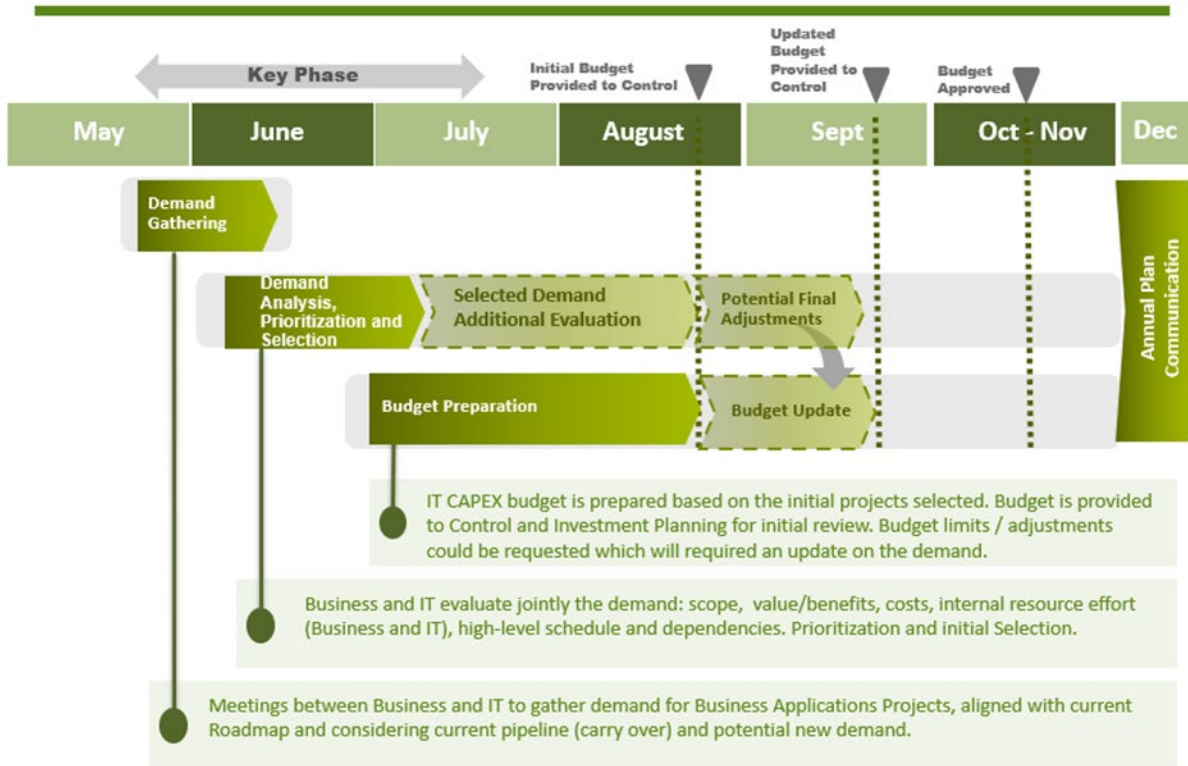 Key Phase
Initial Budget
Provided to Control
Updated
Budget
Provided to
Control
Budget
Approved
May
June
July
August
Sept
Oct - Nov
Dec
Demand
Gathering
Demand
Analysis,
Prioritization and
Selection
Selected Demand
Additional Evaluation
Potential Final
Adjustments
Annual Plan
Communication
Budget Preparation
Budget Update
IT CAPEX budget is prepared based on the initial projects selected. Budget is provided
to Control and Investment Planning for initial review. Budget limits / adjustments
could be requested which will required an update on the demand.
Business and IT evaluate jointly the demand: scope, value/benefits, costs, internal resource effort
(Business and IT), high-level schedule and dependencies. Prioritization and initial Selection.
Meetings between Business and IT to gather demand for Business Applications Projects, aligned with current
Roadmap and considering current pipeline (carry over) and potential new demand.